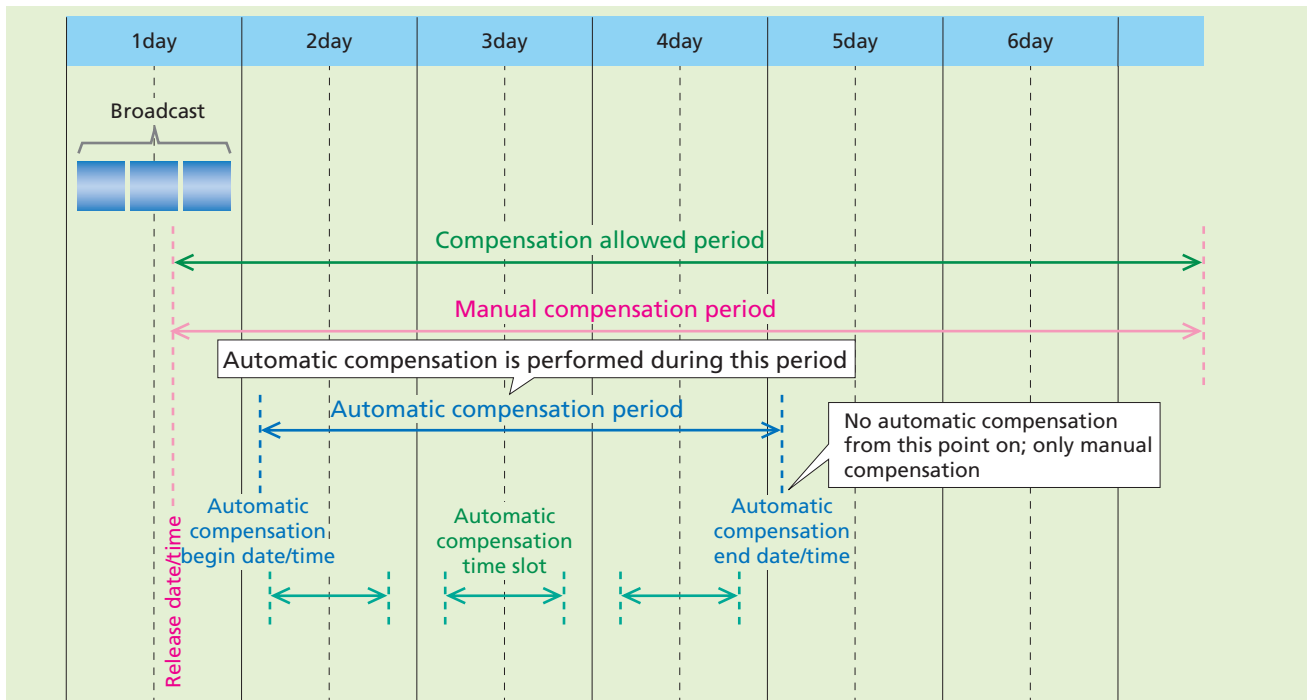 1day 2day 3day 4day 5day 6day
Broadcast
Compensation allowed period
Manual compensation period
Automatic compensation is performed during this period
Automatic compensation period
No automatic compensation
from this point on; only manual
compensation
Automatic
compensation
begin date/time
Automatic
compensation
time slot
Automatic
compensation
end date/time
Release date/time